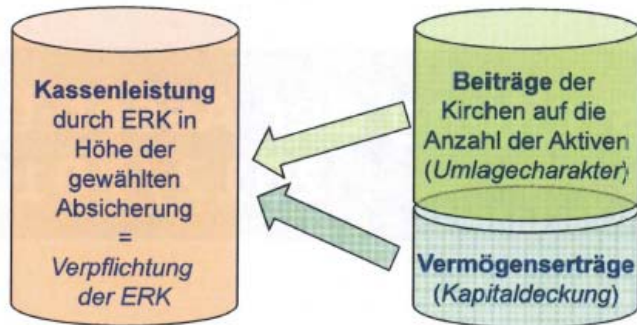 Kassenleistung
durch ERK in
Höhe der
gewählten
Absicherung
=
Verpflichtung
der ERK
Beiträge der
Kirchen auf die
Anzahl der Aktiven
(Umlagecharakter)
Vermögenserträge
(Kapitaldeckung)